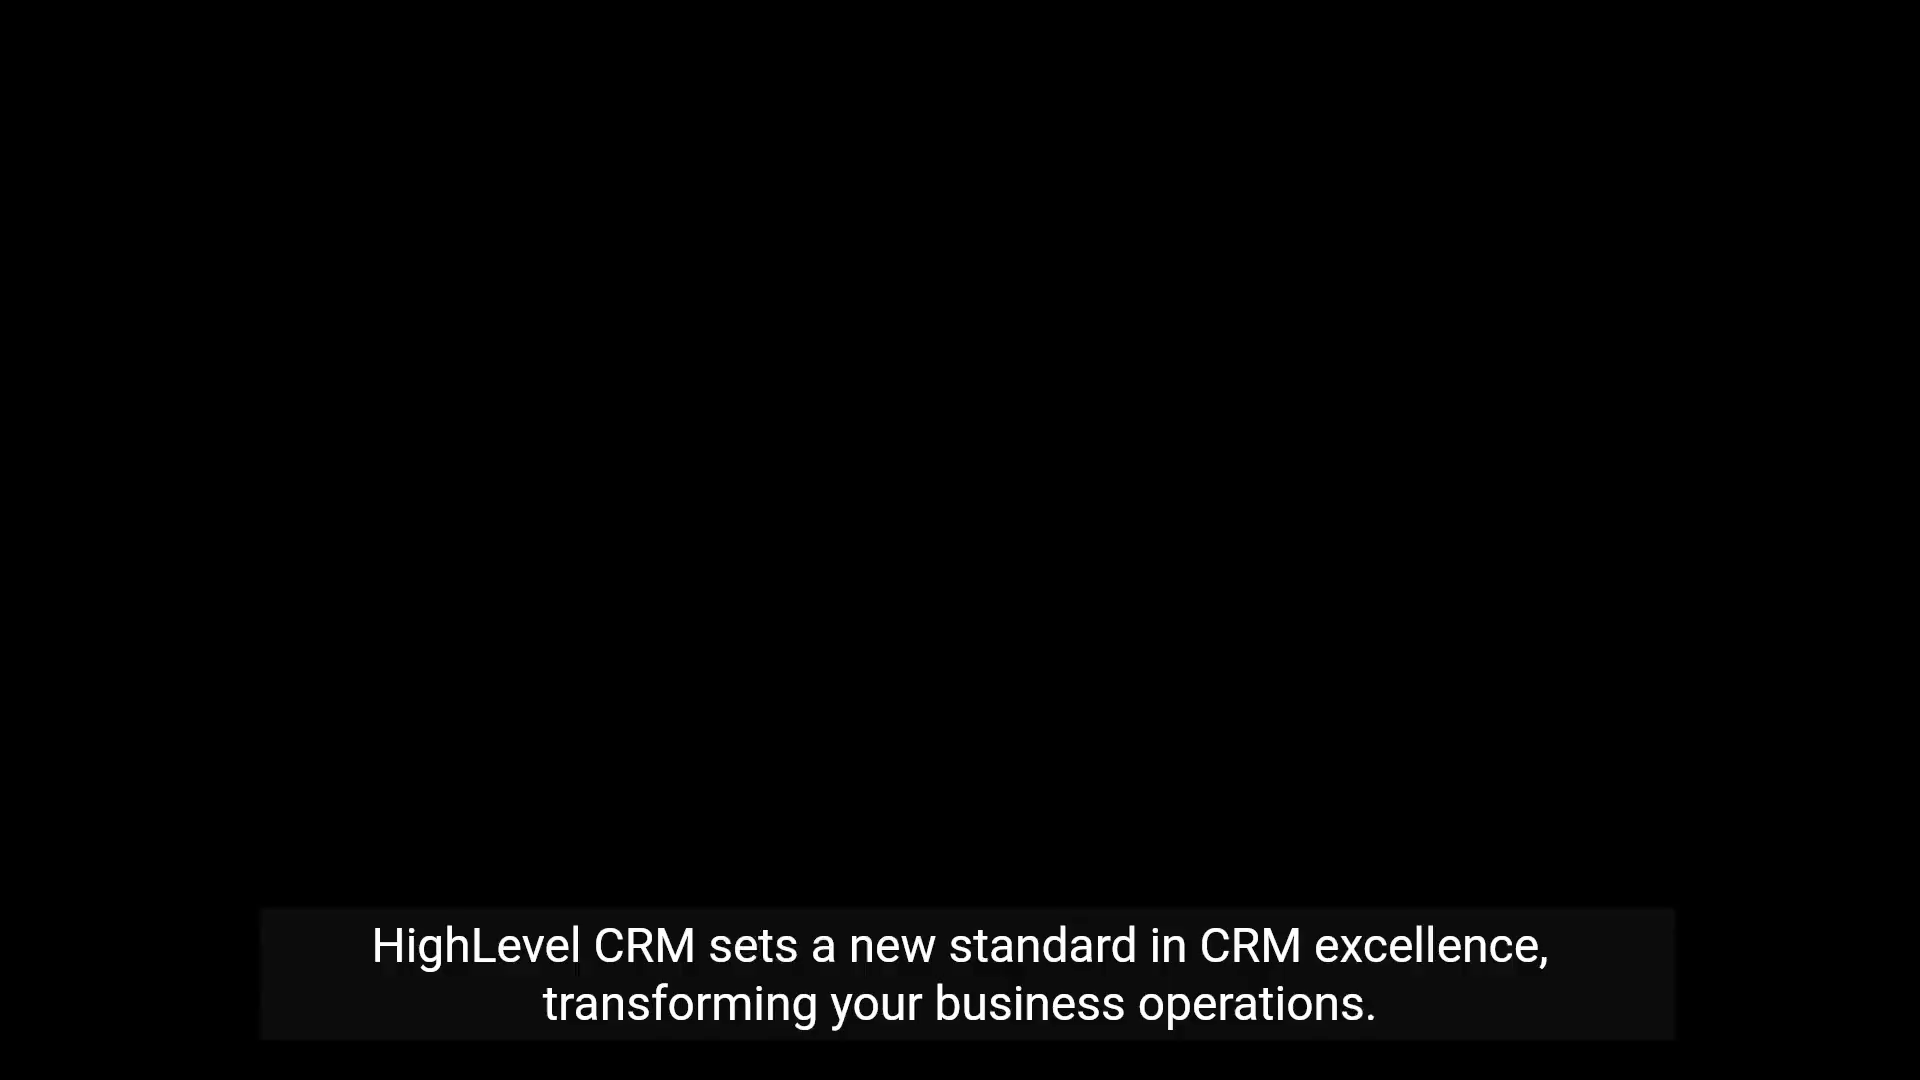 HighLevel CRM sets a new standard in CRM excellence,
transforming your business operations.